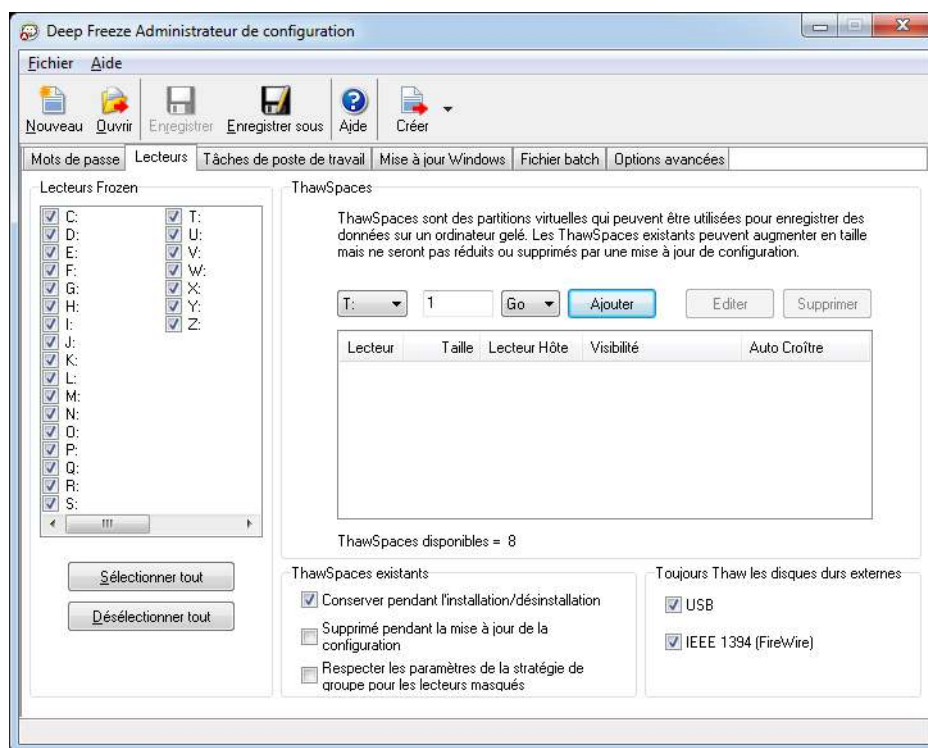 Deep Freeze Administrateur de configuration
Fichier Aide
Nouveau Ouvrir Enregistrer Enregistrer sous Aide Créer
Mots de passe Lecteurs Tâches de poste de travail Mise à jour Windows Fichier batch Options avancées
Lecteurs Frozen
C: T:
D: U:
E: V:
F: W:
G: X:
H: Y:
I: Z:
J:
K:
L:
M:
N:
O:
P:
Q:
R:
S:
Sélectionner tout
Désélectionner tout
ThawSpaces
ThawSpaces sont des partitions virtuelles qui peuvent être utilisées pour enregistrer des
données sur un ordinateur gelé. Les ThawSpaces existants peuvent augmenter en taille
mais ne seront pas réduits ou supprimés par une mise à jour de configuration.
T: 1 Go Ajouter Editer Supprimer
Lecteur Taille Lecteur Hôte Visibilité Auto Croître
ThawSpaces disponibles = 8
ThawSpaces existants
Conserver pendant l'installation/désinstallation
Supprimé pendant la mise à jour de la
configuration
Respecter les paramètres de la stratégie de
groupe pour les lecteurs masqués
Toujours Thaw les disques durs externes
USB
IEEE 1394 (FireWire)